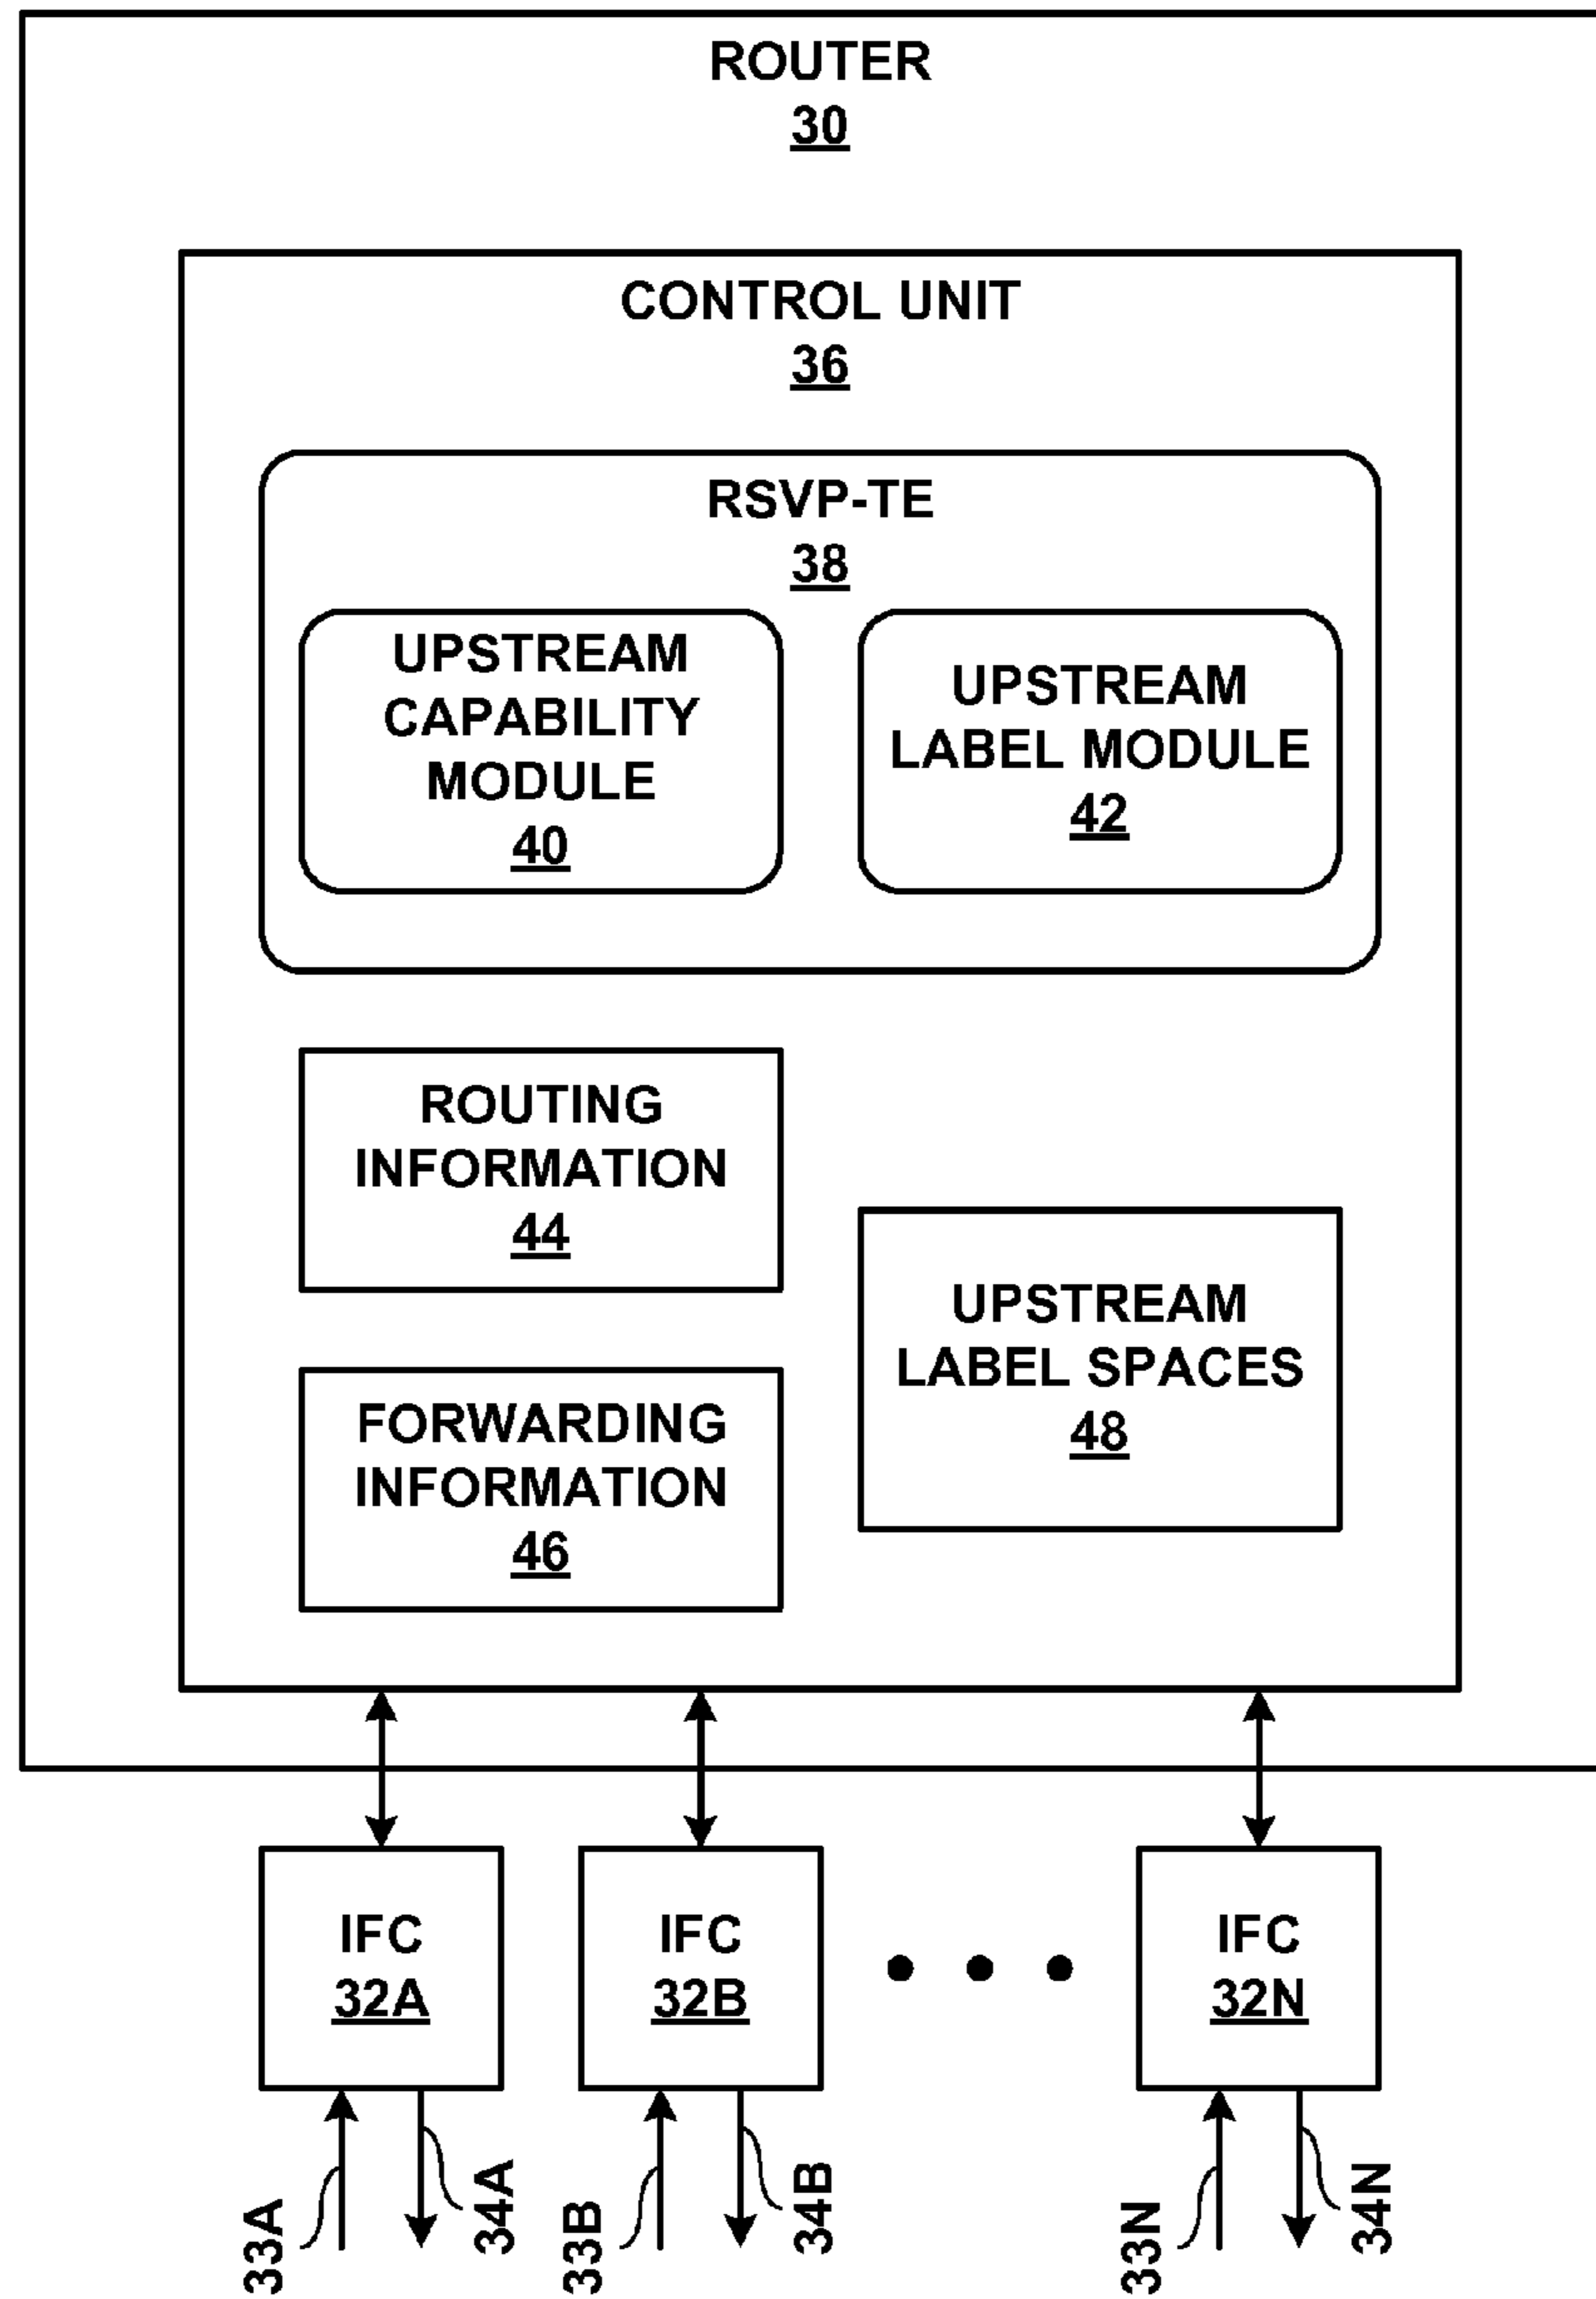 ROUTER
30
CONTROL UNIT
36
RSVP-TE
38
UPSTREAM
CAPABILITY
MODULE
40
UPSTREAM
LABEL MODULE
42
ROUTING
INFORMATION
44
FORWARDING
INFORMATION
46
UPSTREAM
LABEL SPACES
48
IFC
32A
IFC
32B
IFC
32N
33A
34A
33B
34B
33N
34N